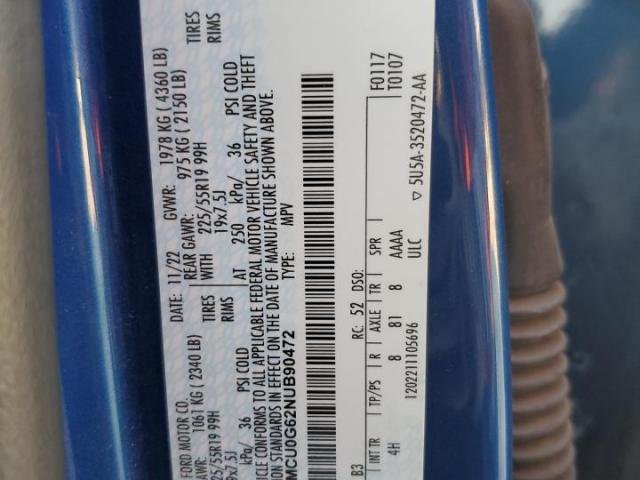 FORD MOTOR CO. DATE: 11/22 GVWR: 1978 KG ( 4360 LB)
GAWR: 1061 KG ( 2340 LB) REAR GAWR: 975 KG ( 2150 LB)
225/55R19 99H TIRES WITH 225/55R19 99H TIRES
19x7.5J RIMS 19x7.5J RIMS
kPa/ 36 PSI COLD AT 250 kPa/ 36 PSI COLD
CONFORMS TO ALL APPLICABLE FEDERAL MOTOR VEHICLE SAFETY AND THEFT
STANDARDS IN EFFECT ON THE DATE OF MANUFACTURE SHOWN ABOVE.
MCU0G62NUB90472 TYPE: MPV
F0117
T0107
RC: 52 DSO:
B3 INT TR TP/PS R AXLE TR SPR
4H 8 81 8 AAAA
ULC
1202211105696 ▽ 5U5A-3520472-AA